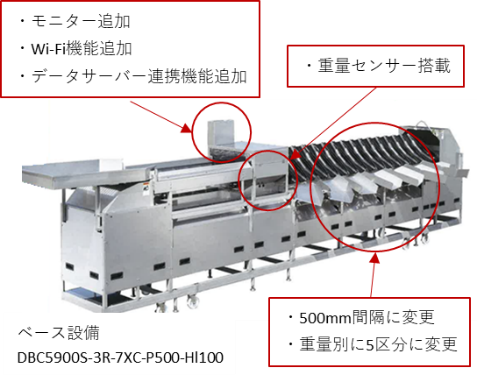 ・モニター追加
・Wi-Fi機能追加
・データサーバー連携機能追加
・重量センサー搭載
・500mm間隔に変更
・重量別に5区分に変更
ベース設備
DBC5900S-3R-7XC-P500-Hl100